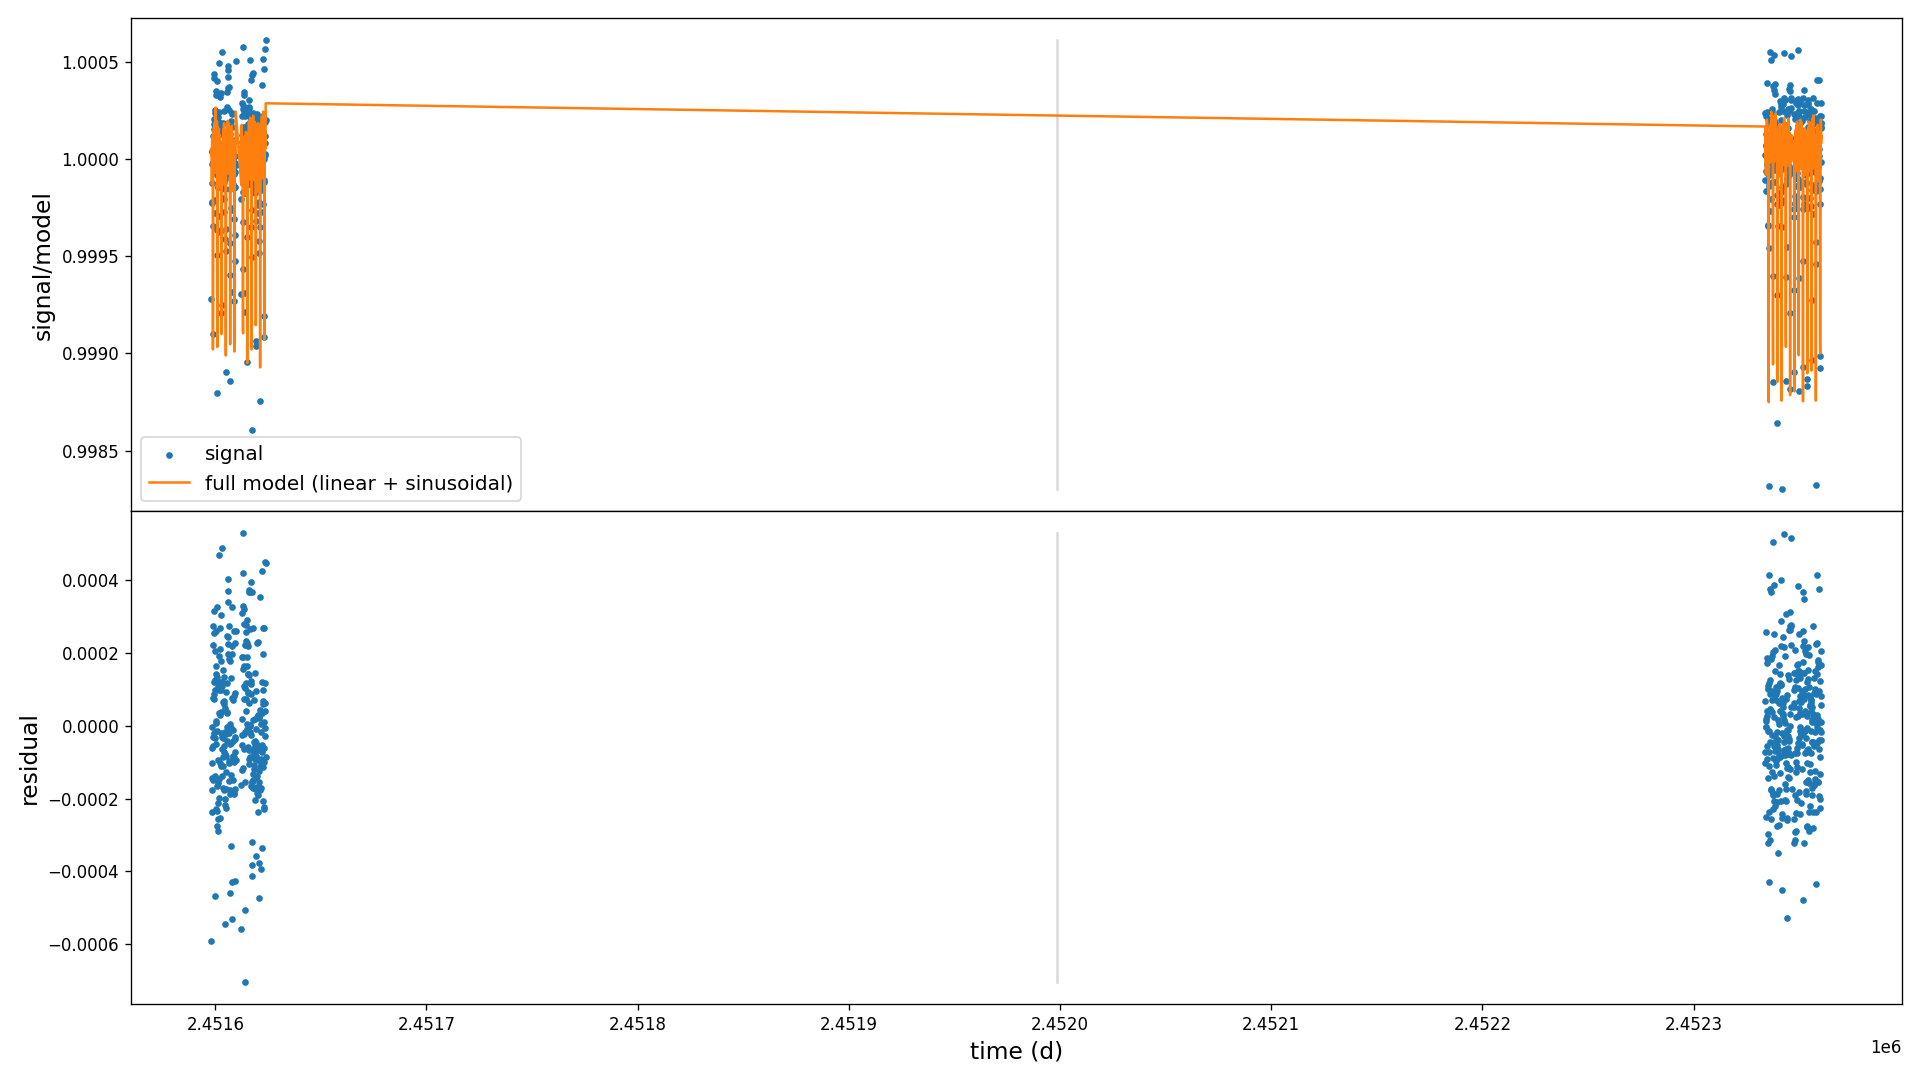 1.0005
1.0000
0.9995
0.9990
0.9985
signal/model
signal
full model (linear + sinusoidal)
0.0004
0.0002
0.0000
−0.0002
−0.0004
−0.0006
residual
2.4516 2.4517 2.4518 2.4519 2.4520 2.4521 2.4522 2.4523
1e6
time (d)